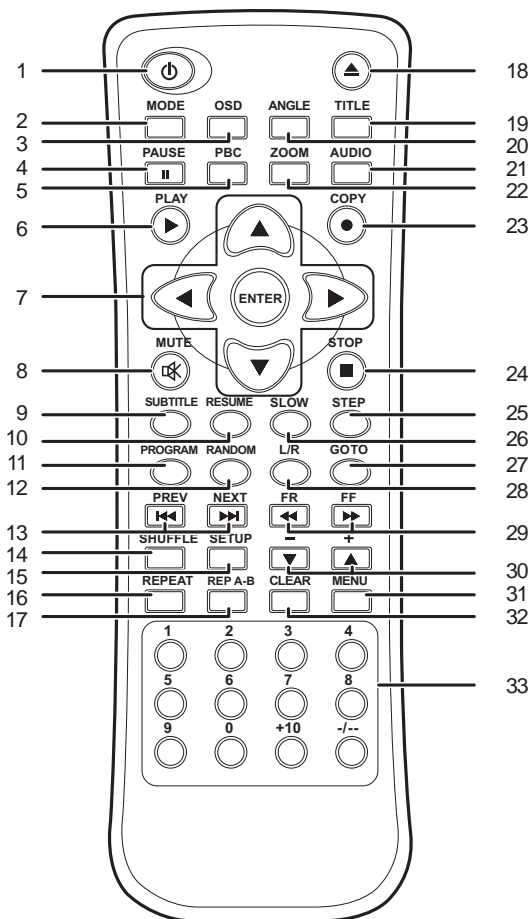 1 18
MODE OSD ANGLE TITLE
2 19
3 20
PAUSE PBC ZOOM AUDIO
4 21
5 22
PLAY COPY
6 23
7 ENTER
MUTE STOP
8 24
SUBTITLE RESUME SLOW STEP
9 25
10 26
PROGRAM RANDOM L/R GOTO
11 27
12 28
PREV NEXT FR FF
13 29
SHUFFLE SETUP - +
14 30
15 31
REPEAT REP A-B CLEAR MENU
16 32
17
1 2 3 4
5 6 7 8
33
9 0 +10 -/--